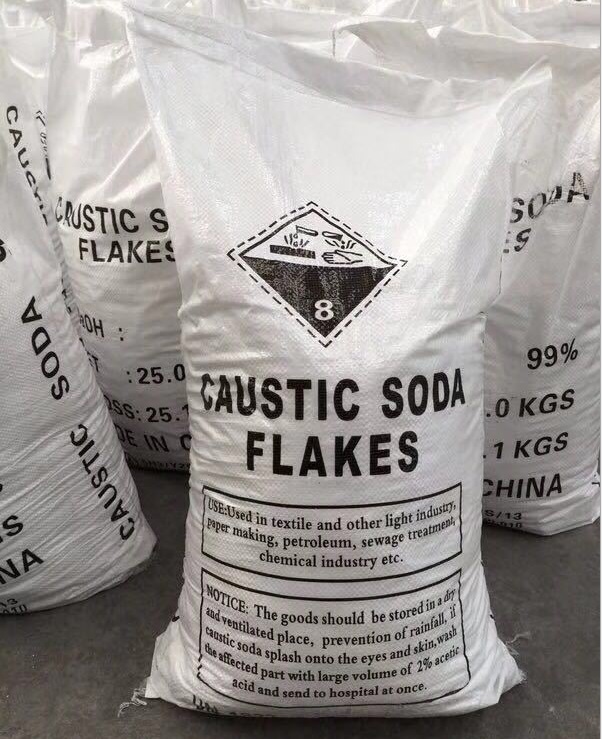 8
CAUSTIC SODA
FLAKES
USE:Used in textile and other light industry,
paper making, petroleum, sewage treatment,
chemical industry etc.
NOTICE: The goods should be stored in a dry
and ventilated place, prevention of rainfall, if
caustic soda splash onto the eyes and skin, wash
the affected part with large volume of 2% acetic
acid and send to hospital at once.
FLAKES
: 25.0
: 25.1
SODA
CAUSTIC
SODA
99%
.0 KGS
.1 KGS
CHINA